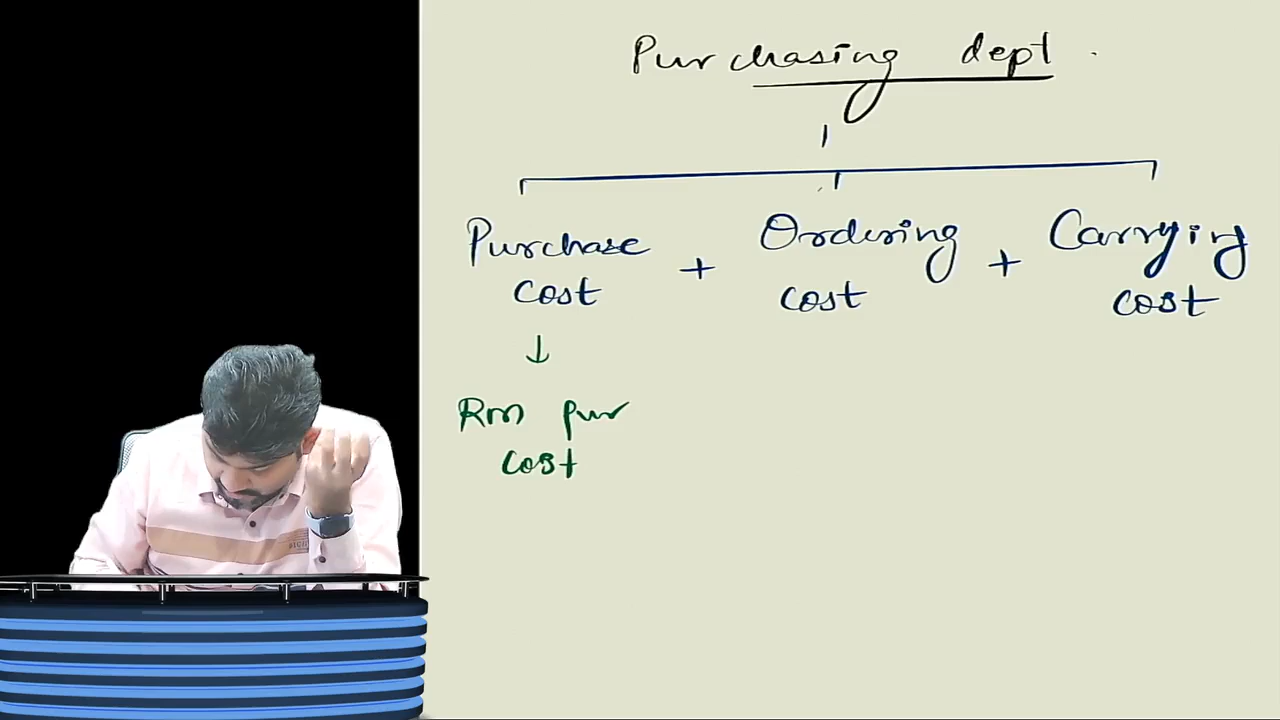 Purchasing dept
Purchase + Ordering + Carrying
cost cost cost
↓
Rm pur
cost